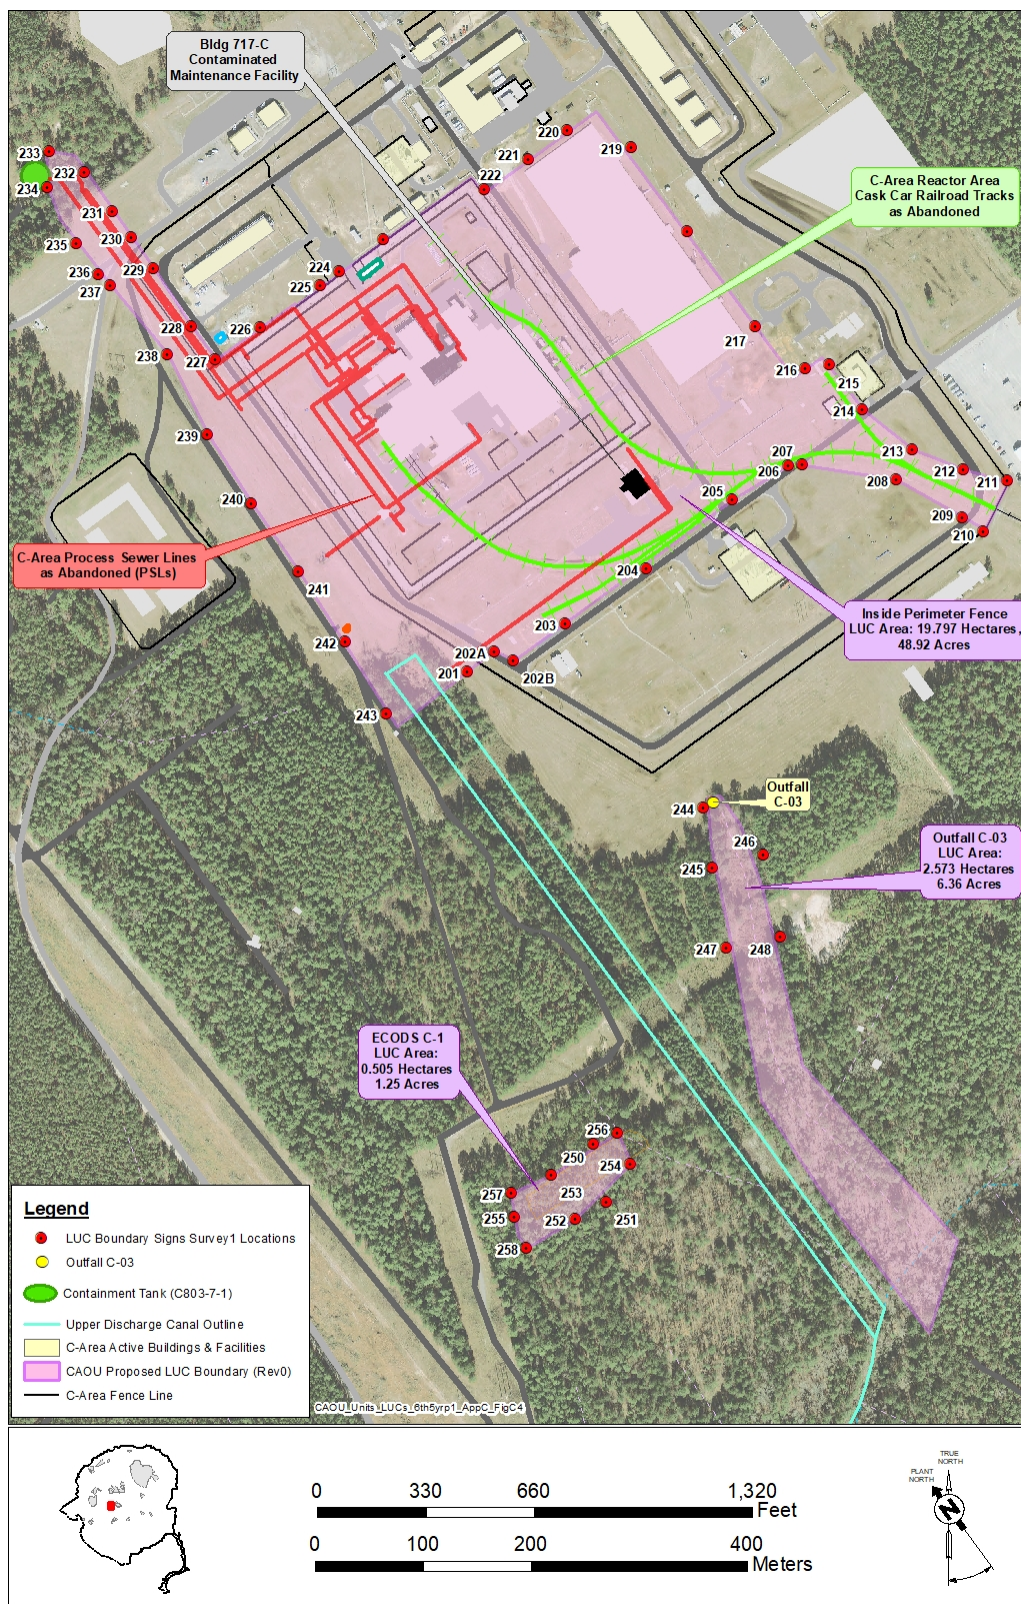 Bldg 717-C
Contaminated
Maintenance Facility
220
219
221
222
233
232
234
231
230
235
229
236
237
224
225
228
226
227
238
239
240
241
242
243
C-Area Reactor Area
Cask Car Railroad Tracks
as Abandoned
217
216
215
214
213
212
211
207
206
208
205
209
210
204
203
202A
202B
201
C-Area Process Sewer Lines
as Abandoned (PSLs)
Inside Perimeter Fence
LUC Area: 19.797 Hectares,
48.92 Acres
Outfall
C-03
244
246
245
247
248
Outfall C-03
LUC Area:
2.573 Hectares
6.36 Acres
ECODS C-1
LUC Area:
0.505 Hectares
1.25 Acres
256
250
254
257
253
255
252
251
258
Legend
LUC Boundary Signs Survey1 Locations
Outfall C-03
Containment Tank (C803-7-1)
Upper Discharge Canal Outline
C-Area Active Buildings & Facilities
CAOU Proposed LUC Boundary (Rev0)
C-Area Fence Line
CAOU_Units_LUCs_6th5yrp1_AppC_FigC4
0 330 660 1,320
Feet
0 100 200 400
Meters
TRUE
NORTH
PLANT
NORTH
N